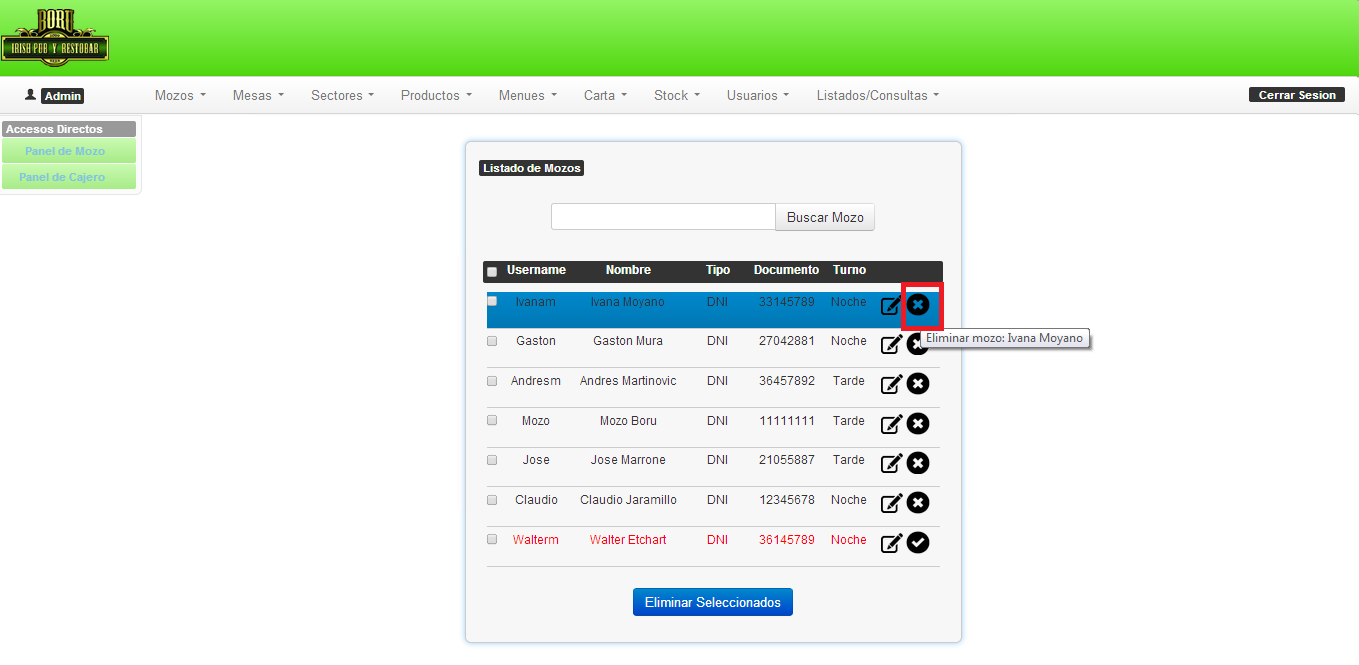 BORU
IRISH PUB Y RESTOBAR
Admin
Mozos Mesas Sectores Productos Menues Carta Stock Usuarios Listados/Consultas
Cerrar Sesion
Accesos Directos
Panel de Mozo
Panel de Cajero
Listado de Mozos
Buscar Mozo
Username Nombre Tipo Documento Turno
Ivanam Ivana Moyano DNI 33145789 Noche
Eliminar mozo: Ivana Moyano
Gaston Gaston Mura DNI 27042881 Noche
Andresm Andres Martinovic DNI 36457892 Tarde
Mozo Mozo Boru DNI 11111111 Tarde
Jose Jose Marrone DNI 21055887 Tarde
Claudio Claudio Jaramillo DNI 12345678 Noche
Walterm Walter Etchart DNI 36145789 Noche
Eliminar Seleccionados